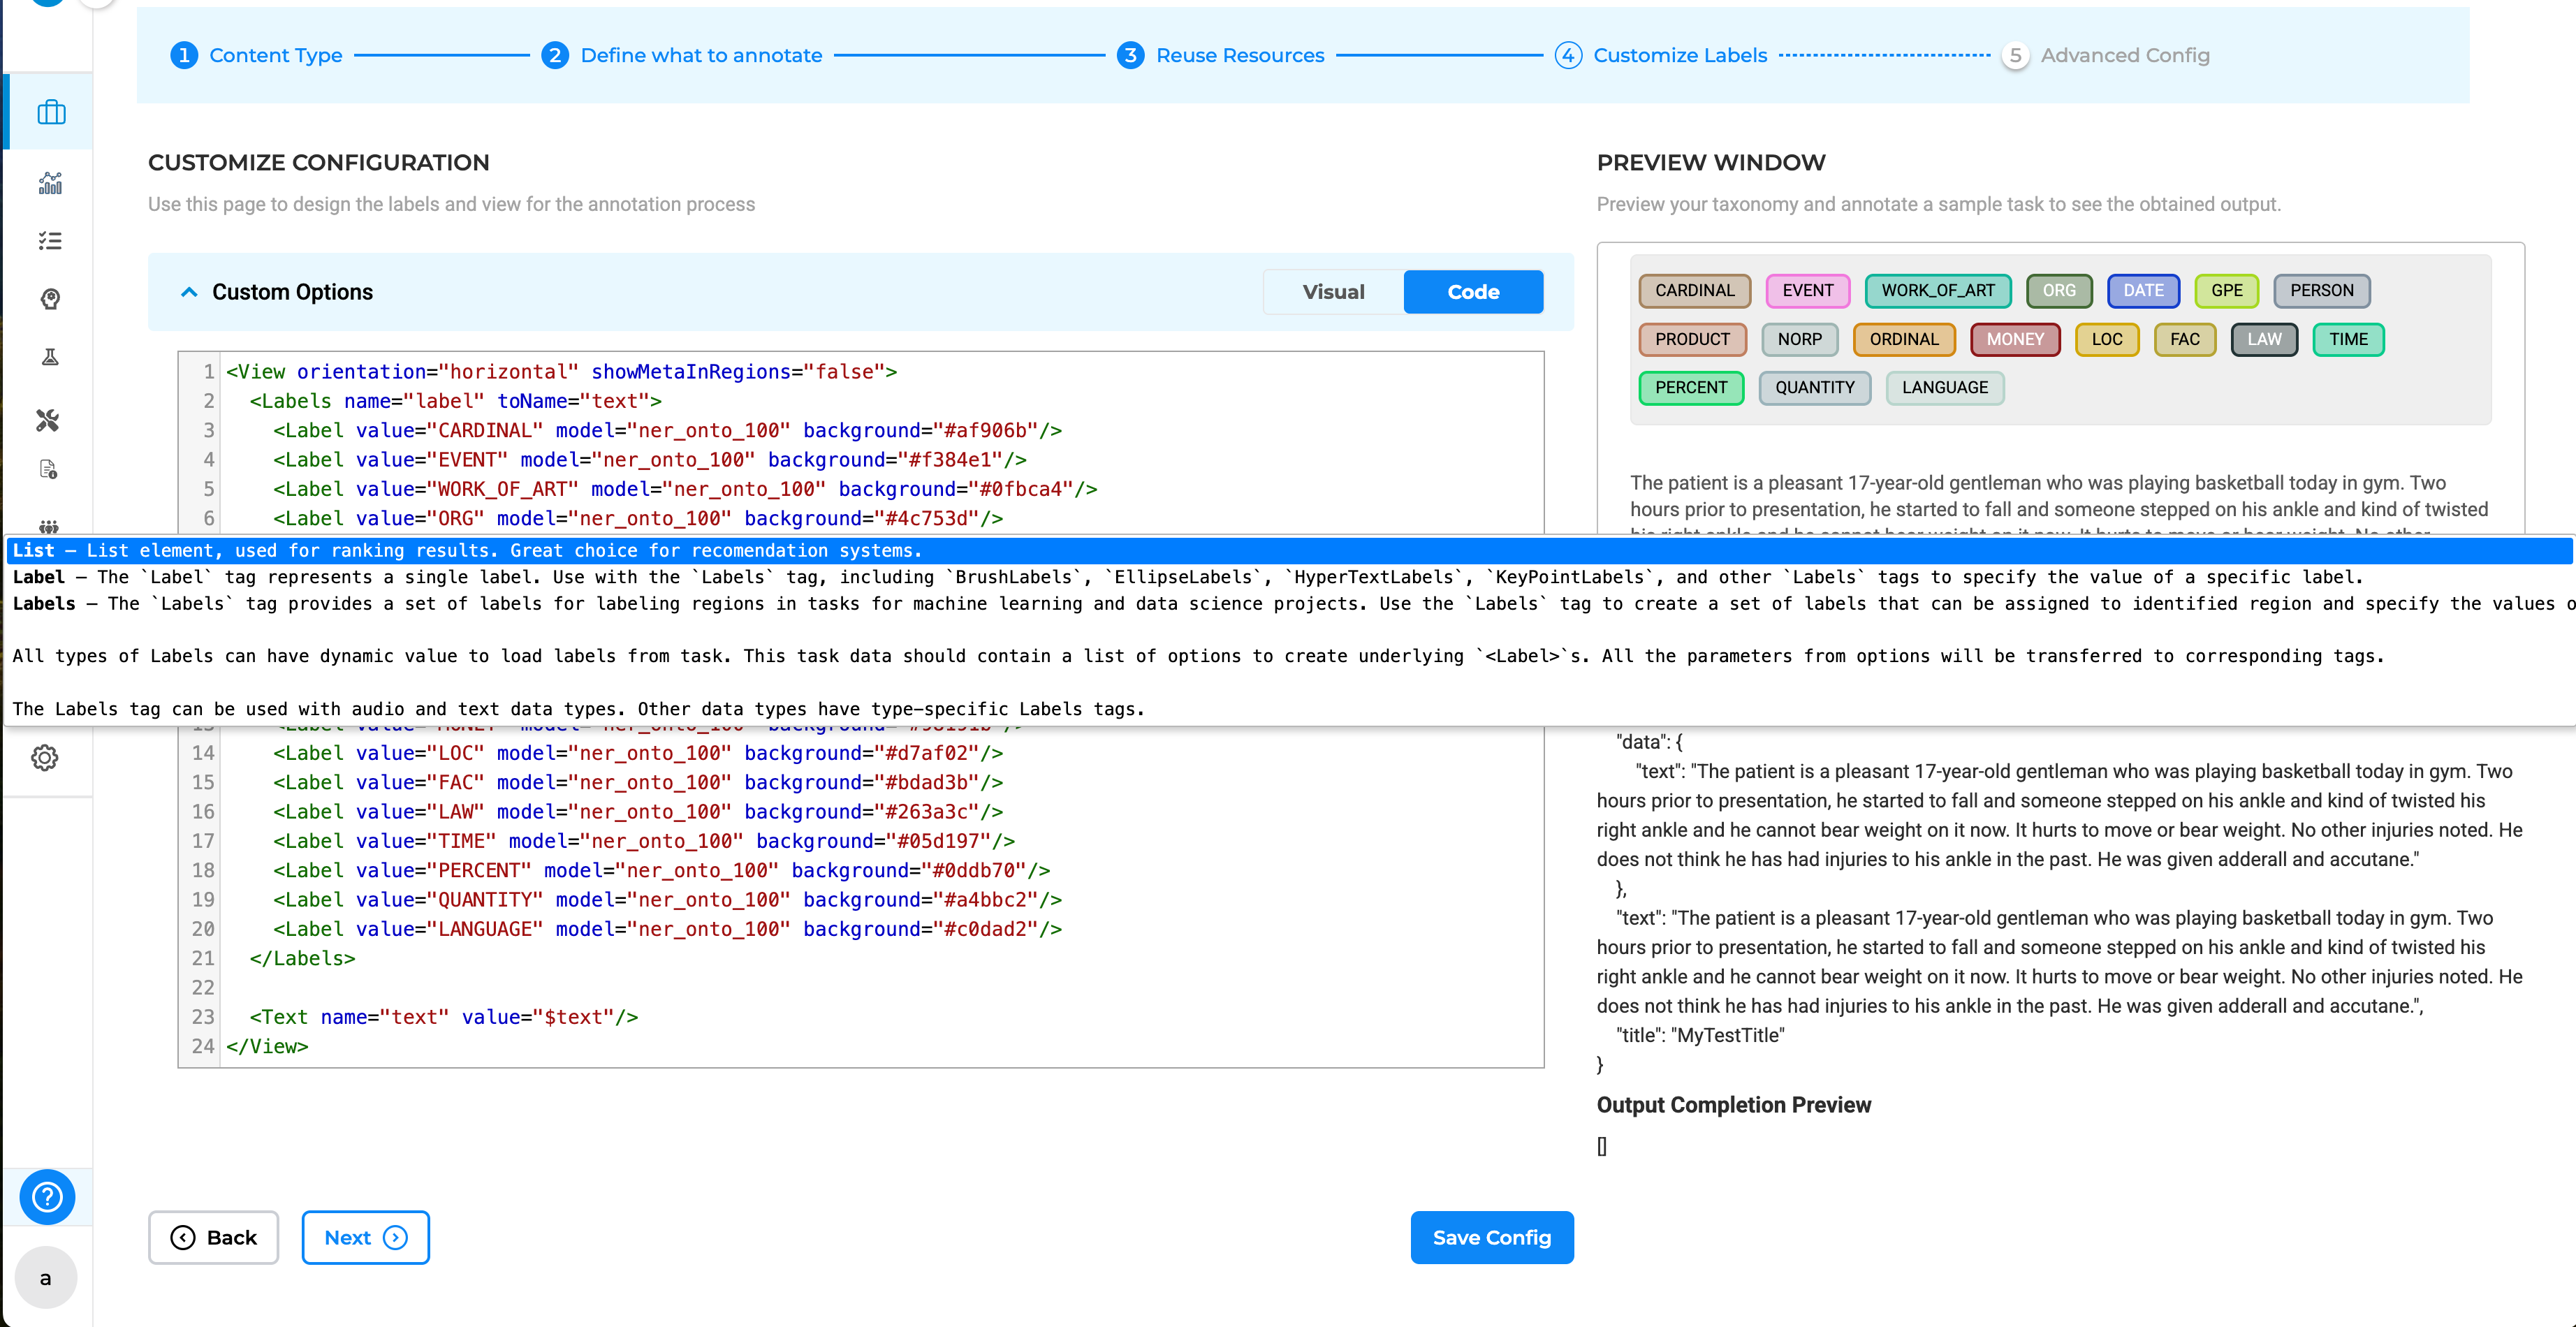 1 Content Type 2 Define what to annotate 3 Reuse Resources 4 Customize Labels 5 Advanced Config
CUSTOMIZE CONFIGURATION
Use this page to design the labels and view for the annotation process
Custom Options
Visual
Code
1 <View orientation="horizontal" showMetaInRegions="false">
2 <Labels name="label" toName="text">
3 <Label value="CARDINAL" model="ner_onto_100" background="#af906b"/>
4 <Label value="EVENT" model="ner_onto_100" background="#f384e1"/>
5 <Label value="WORK_OF_ART" model="ner_onto_100" background="#0fbca4"/>
6 <Label value="ORG" model="ner_onto_100" background="#4c753d"/>
List – List element, used for ranking results. Great choice for recomendation systems.
Label – The `Label` tag represents a single label. Use with the `Labels` tag, including `BrushLabels`, `EllipseLabels`, `HyperTextLabels`, `KeyPointLabels`, and other `Labels` tags to specify the value of a specific label.
Labels – The `Labels` tag provides a set of labels for labeling regions in tasks for machine learning and data science projects. Use the `Labels` tag to create a set of labels that can be assigned to identified region and specify the values
All types of Labels can have dynamic value to load labels from task. This task data should contain a list of options to create underlying `<Label>`s. All the parameters from options will be transferred to corresponding tags.
The Labels tag can be used with audio and text data types. Other data types have type-specific Labels tags.
14 <Label value="LOC" model="ner_onto_100" background="#d7af02"/>
15 <Label value="FAC" model="ner_onto_100" background="#bdad3b"/>
16 <Label value="LAW" model="ner_onto_100" background="#263a3c"/>
17 <Label value="TIME" model="ner_onto_100" background="#05d197"/>
18 <Label value="PERCENT" model="ner_onto_100" background="#0ddb70"/>
19 <Label value="QUANTITY" model="ner_onto_100" background="#a4bbc2"/>
20 <Label value="LANGUAGE" model="ner_onto_100" background="#c0dad2"/>
21 </Labels>
22
23 <Text name="text" value="$text"/>
24 </View>
Back
Next
Save Config
a
PREVIEW WINDOW
Preview your taxonomy and annotate a sample task to see the obtained output.
CARDINAL EVENT WORK_OF_ART ORG DATE GPE PERSON
PRODUCT NORP ORDINAL MONEY LOC FAC LAW TIME
PERCENT QUANTITY LANGUAGE
The patient is a pleasant 17-year-old gentleman who was playing basketball today in gym. Two
hours prior to presentation, he started to fall and someone stepped on his ankle and kind of twisted
"data": {
"text": "The patient is a pleasant 17-year-old gentleman who was playing basketball today in gym. Two
hours prior to presentation, he started to fall and someone stepped on his ankle and kind of twisted his
right ankle and he cannot bear weight on it now. It hurts to move or bear weight. No other injuries noted. He
does not think he has had injuries to his ankle in the past. He was given adderall and accutane."
},
"text": "The patient is a pleasant 17-year-old gentleman who was playing basketball today in gym. Two
hours prior to presentation, he started to fall and someone stepped on his ankle and kind of twisted his
right ankle and he cannot bear weight on it now. It hurts to move or bear weight. No other injuries noted. He
does not think he has had injuries to his ankle in the past. He was given adderall and accutane.",
"title": "MyTestTitle"
}
Output Completion Preview
[]